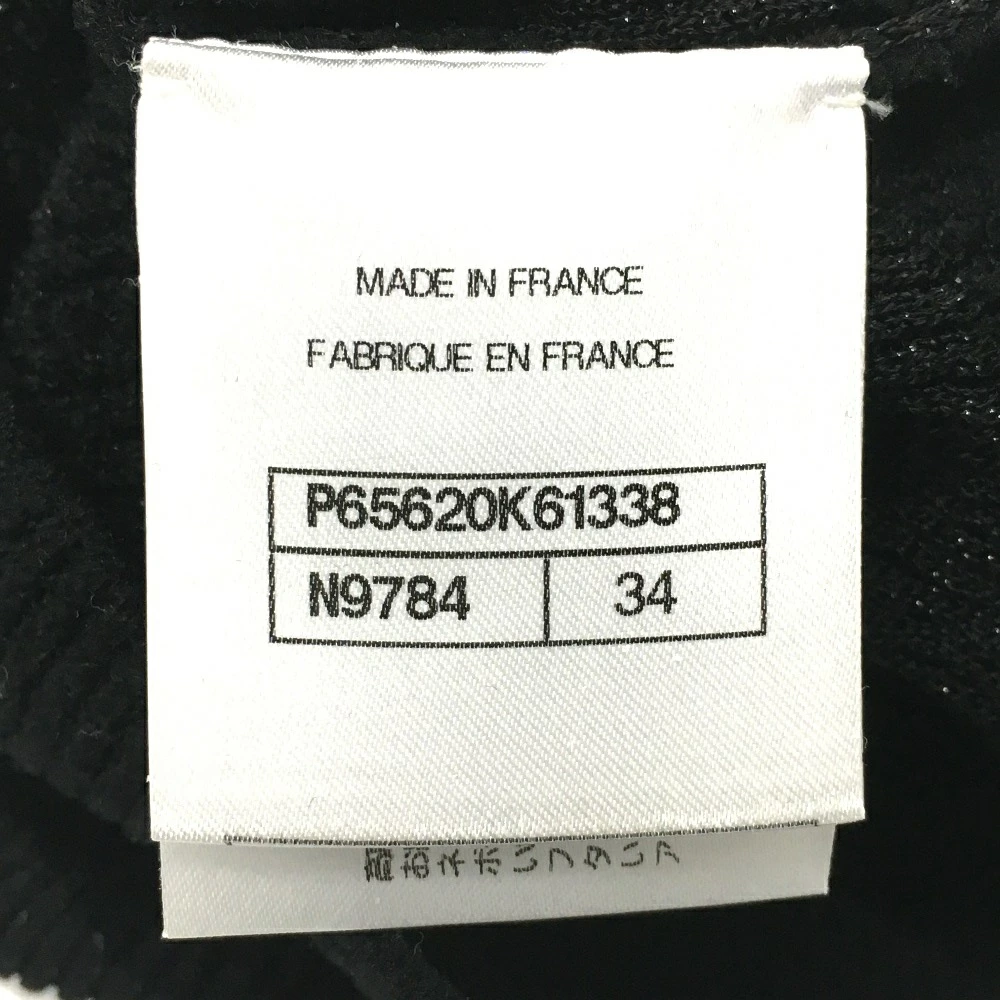 MADE IN FRANCE
FABRIQUE EN FRANCE
P65620K61338
N9784 34